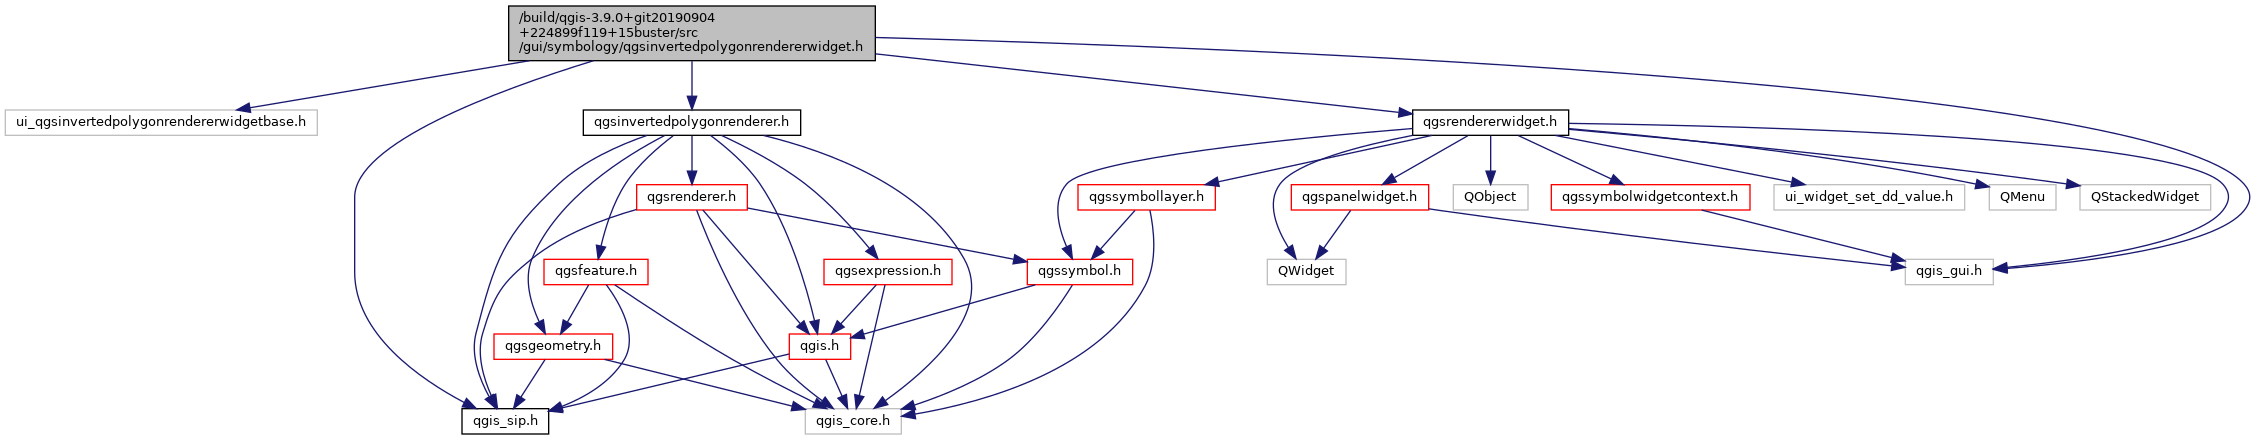 /build/qgis-3.9.0+git20190904
+224899f119+15buster/src
/gui/symbology/qgsinvertedpolygonrendererwidget.h
ui_qgsinvertedpolygonrendererwidgetbase.h
qgsinvertedpolygonrenderer.h
qgsrendererwidget.h
qgsrenderer.h
qgssymbollayer.h
qgspanelwidget.h
QObject
qgssymbolwidgetcontext.h
ui_widget_set_dd_value.h
QMenu
QStackedWidget
qgsfeature.h
qgsexpression.h
qgssymbol.h
QWidget
qgis_gui.h
qgsgeometry.h
qgis.h
qgis_sip.h
qgis_core.h